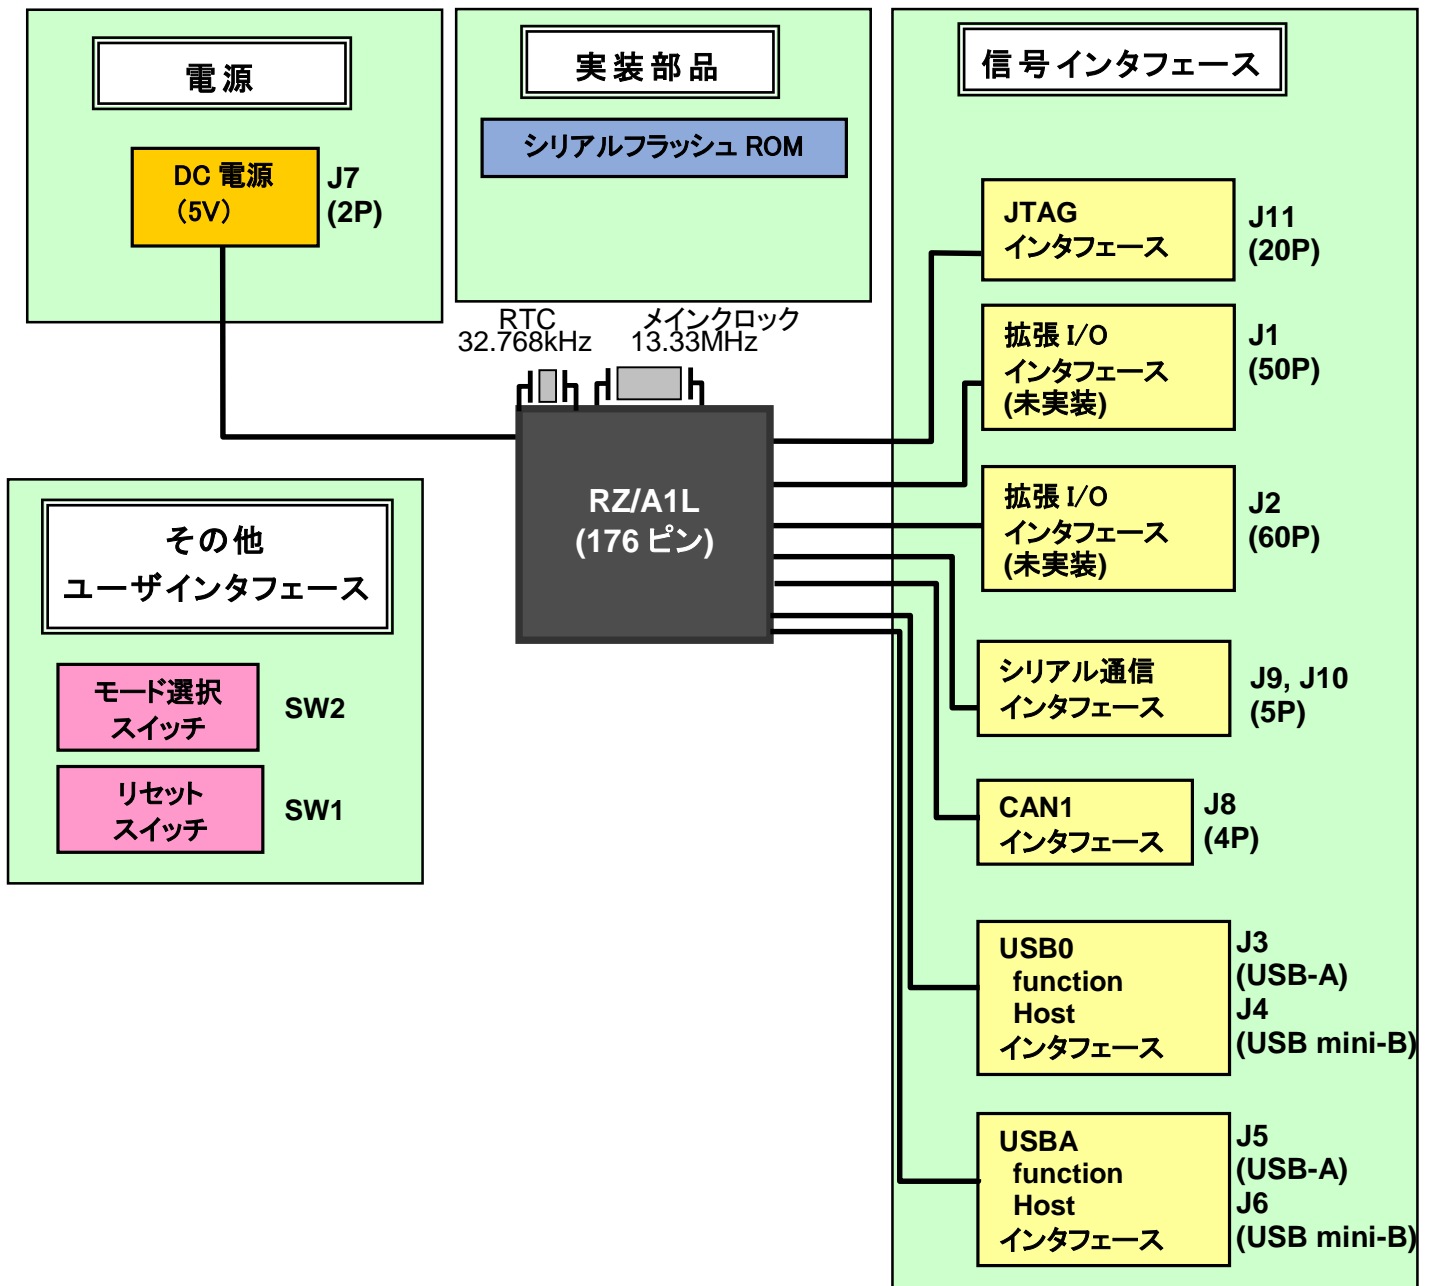 電源
DC 電源
（5V）
J7
(2P)
実装部品
シリアルフラッシュ ROM
信号インタフェース
JTAG
インタフェース
J11
(20P)
拡張 I/O
インタフェース
(未実装)
J1
(50P)
拡張 I/O
インタフェース
(未実装)
J2
(60P)
シリアル通信
インタフェース
J9, J10
(5P)
CAN1
インタフェース
J8
(4P)
USB0
function
Host
インタフェース
J3
(USB-A)
J4
(USB mini-B)
USBA
function
Host
インタフェース
J5
(USB-A)
J6
(USB mini-B)
RTC
32.768kHz
メインクロック
13.33MHz
RZ/A1L
(176 ピン)
その他
ユーザインタフェース
モード選択
スイッチ
SW2
リセット
スイッチ
SW1